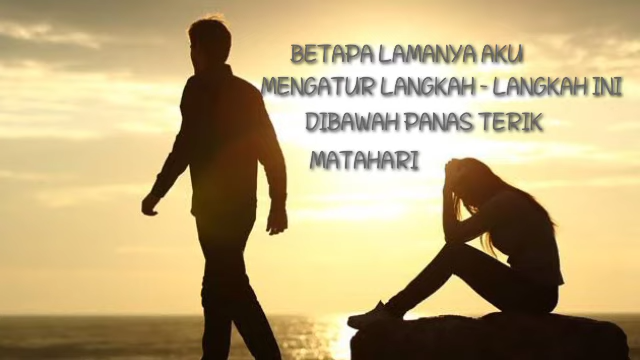 BETAPA LAMANYA AKU
MENGATUR LANGKAH - LANGKAH INI
DIBAWAH PANAS TERIK
MATAHARI